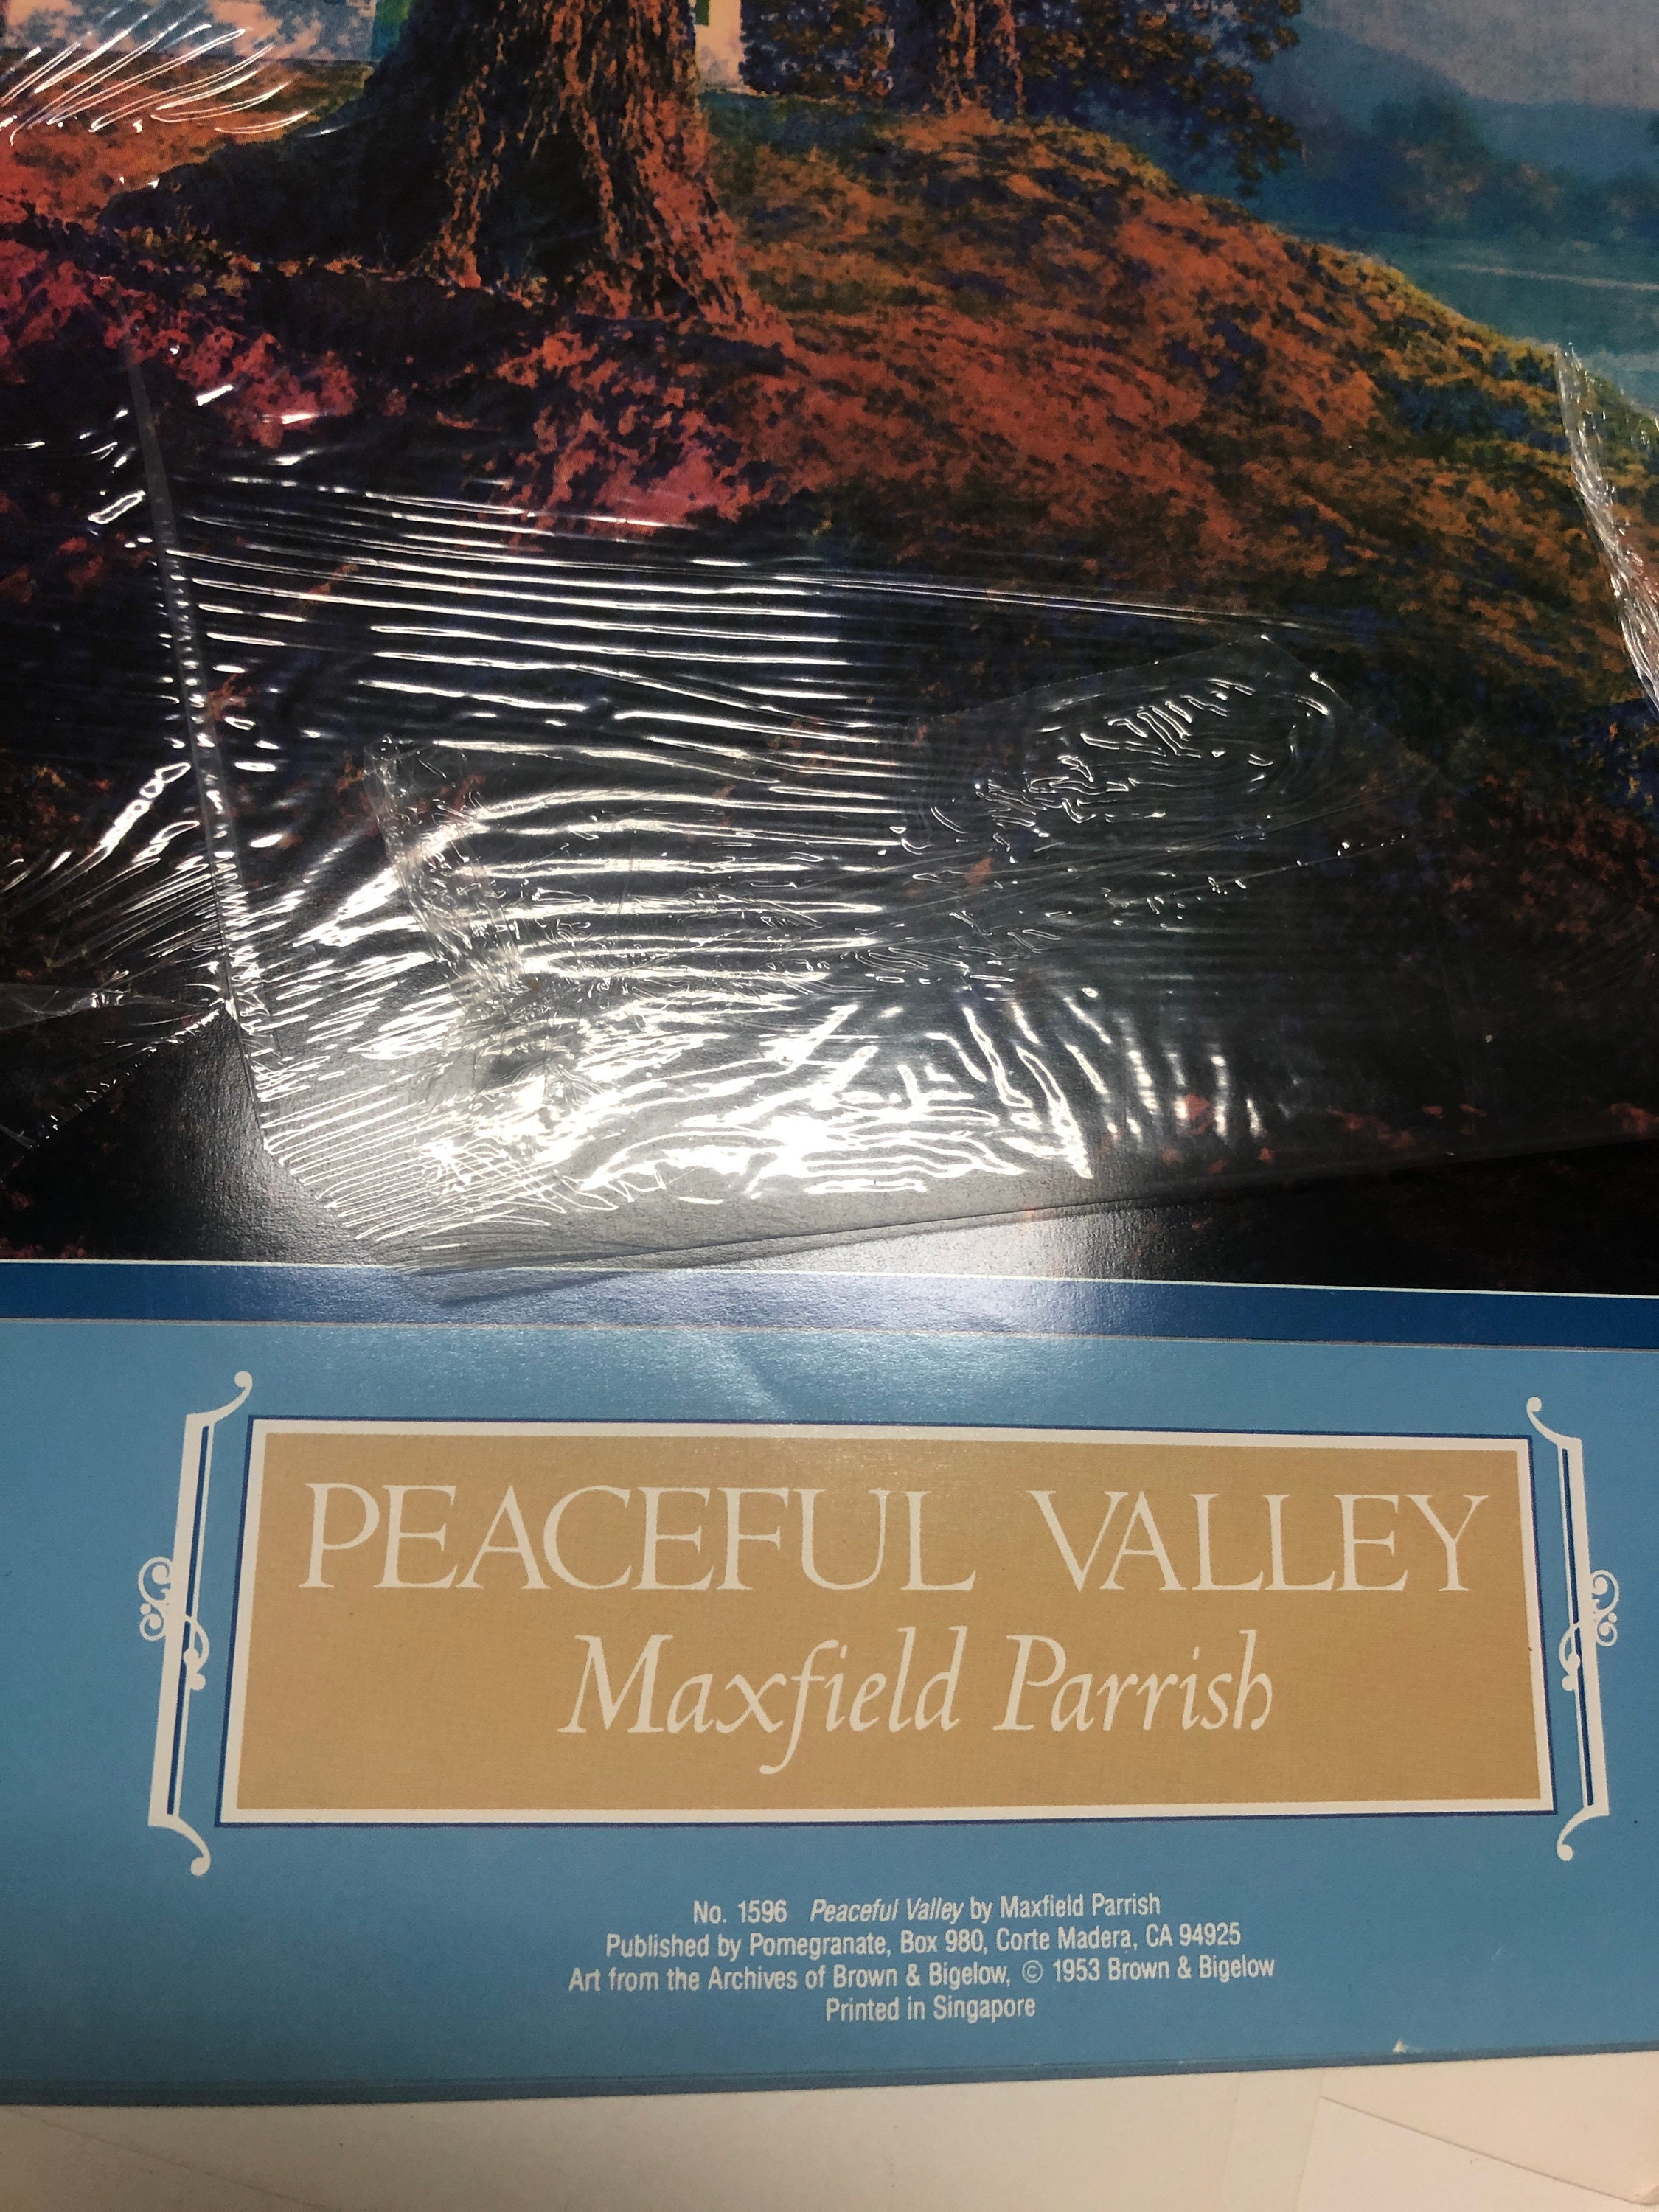 PEACEFUL VALLEY
Maxfield Parrish
No. 1596 Peaceful Valley by Maxfield Parrish
Published by Pomegranate, Box 980, Corte Madera, CA 94925
Art from the Archives of Brown & Bigelow, © 1953 Brown & Bigelow
Printed in Singapore